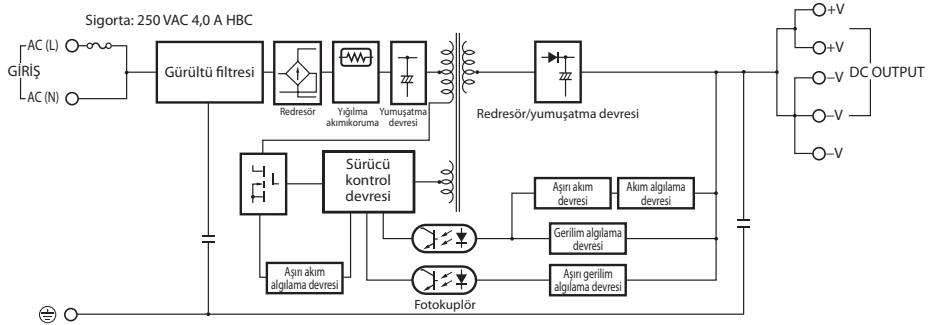 Sigorta: 250 VAC 4,0 A HBC
AC (L)
GİRİŞ
AC (N)
Gürültü filtresi
Redresör
Yığılma
akımıkoruma
Yumuşatma
devresi
Redresör/yumuşatma devresi
+V
+V
DC OUTPUT
–V
–V
–V
Sürücü
kontrol
devresi
Aşırı akım
devresi
Akım algılama
devresi
Gerilim algılama
devresi
Aşırı akım
algılama devresi
Aşırı gerilim
algılama devresi
Fotokuplör